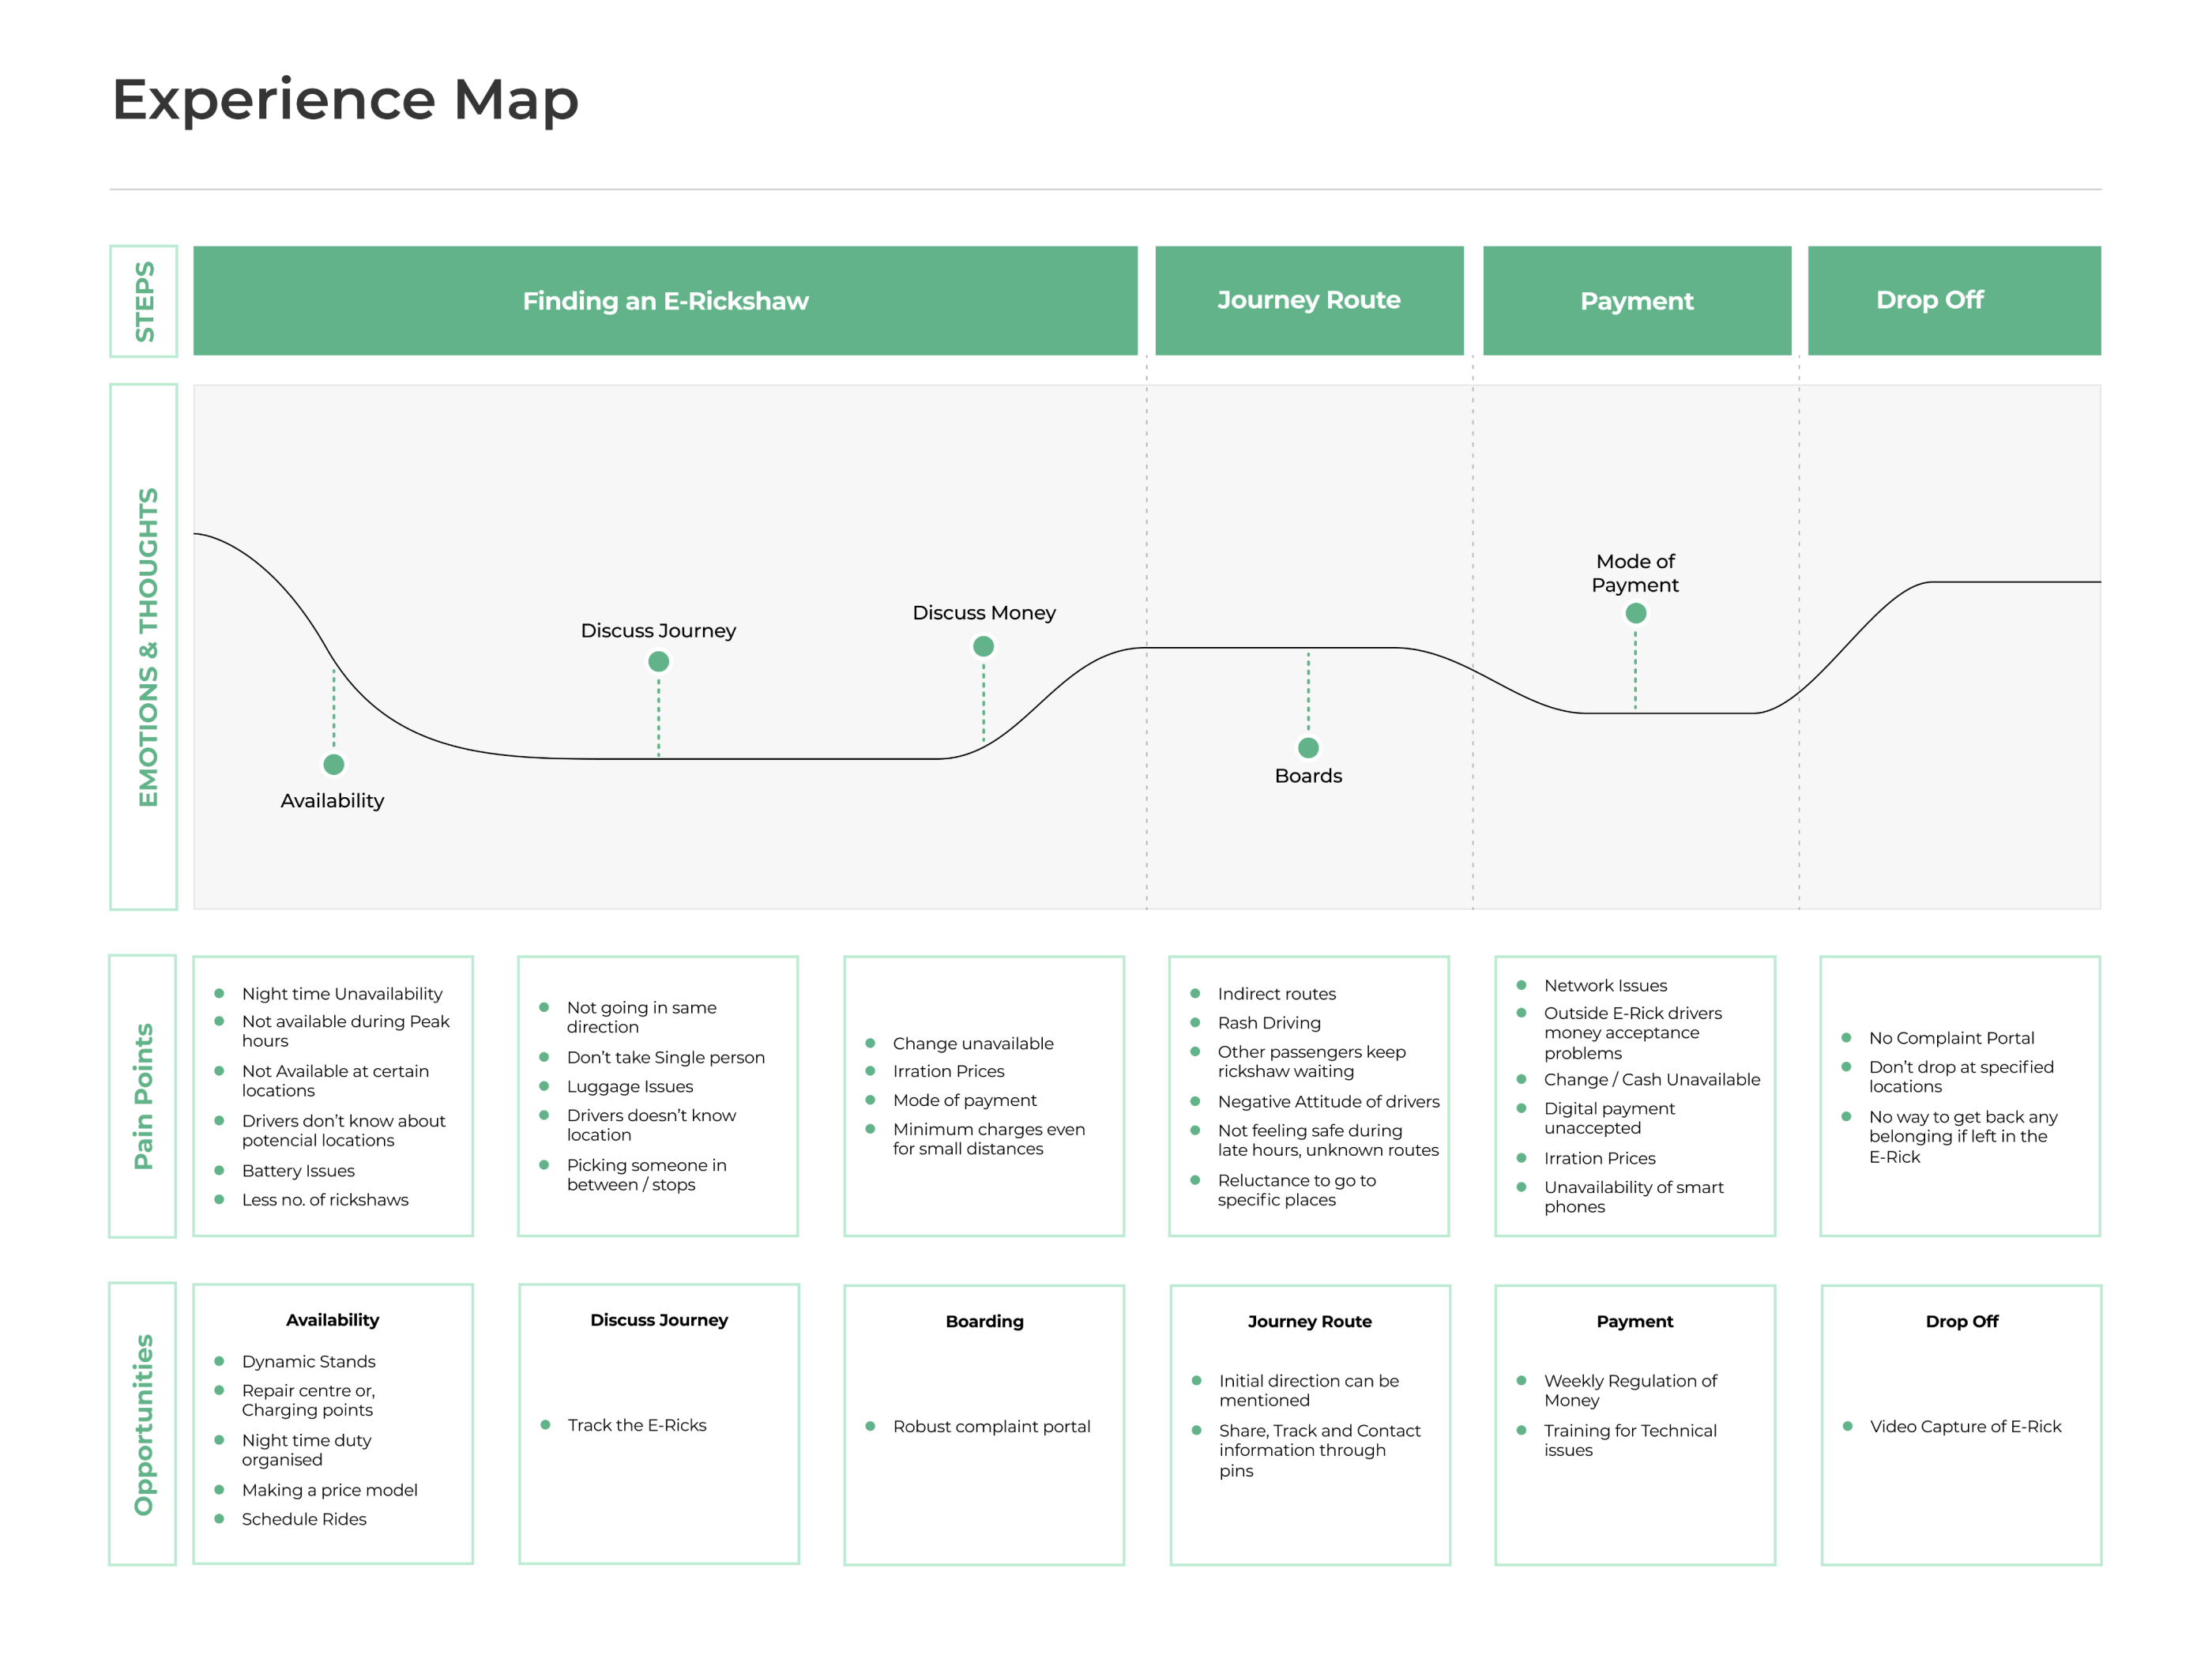 Experience Map
STEPS
Finding an E-Rickshaw
Journey Route
Payment
Drop Off
EMOTIONS & THOUGHTS
Availability
Discuss Journey
Discuss Money
Boards
Mode of
Payment
Pain Points
Night time Unavailability
Not available during Peak
hours
Not Available at certain
locations
Drivers don’t know about
potencial locations
Battery Issues
Less no. of rickshaws
Not going in same
direction
Don’t take Single person
Luggage Issues
Drivers doesn’t know
location
Picking someone in
between / stops
Change unavailable
Irration Prices
Mode of payment
Minimum charges even
for small distances
Indirect routes
Rash Driving
Other passengers keep
rickshaw waiting
Negative Attitude of drivers
Not feeling safe during
late hours, unknown routes
Reluctance to go to
specific places
Network Issues
Outside E-Rick drivers
money acceptance
problems
Change / Cash Unavailable
Digital payment
unaccepted
Irration Prices
Unavailability of smart
phones
No Complaint Portal
Don’t drop at specified
locations
No way to get back any
belonging if left in the
E-Rick
Opportunities
Availability
Dynamic Stands
Repair centre or,
Charging points
Night time duty
organised
Making a price model
Schedule Rides
Discuss Journey
Track the E-Ricks
Boarding
Robust complaint portal
Journey Route
Initial direction can be
mentioned
Share, Track and Contact
information through
pins
Payment
Weekly Regulation of
Money
Training for Technical
issues
Drop Off
Video Capture of E-Rick